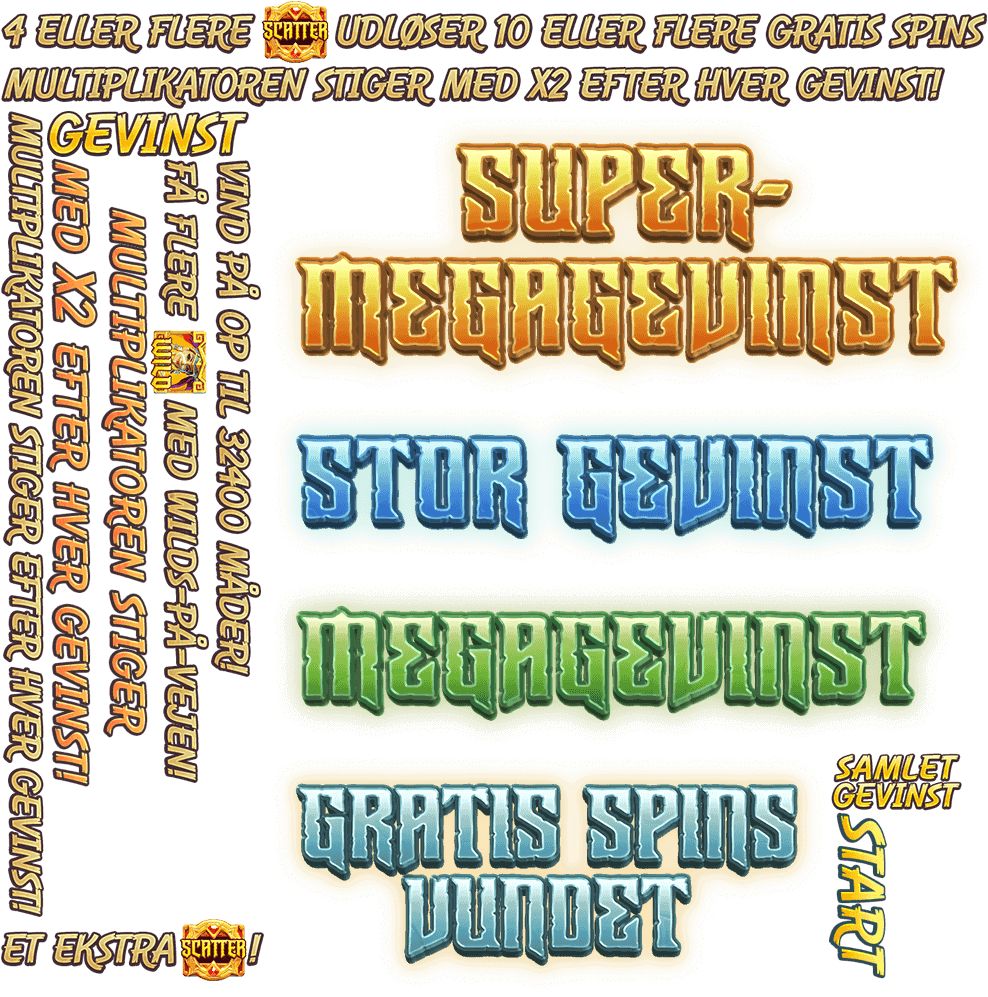 4 ELLER FLERE SCATTER UDLØSER 10 ELLER FLERE GRATIS SPINS
MULTIPLIKATOREN STIGER MED X2 EFTER HVER GEVINST!
GEVINST
MULTIPLIKATOREN STIGER EFTER HVER GEVINST!
MULTIPLIKATOREN STIGER
MED X2 EFTER HVER GEVINST!
VIND PÅ OP TIL 32400 MÅDER!
FÅ FLERE WILD MED WILDS-PÅ-VEJEN!
SUPER-
MEGAGEVINST
STOR GEVINST
MEGAGEVINST
GRATIS SPINS
VUNDET
SAMLET
GEVINST
START
ET EKSTRA SCATTER!